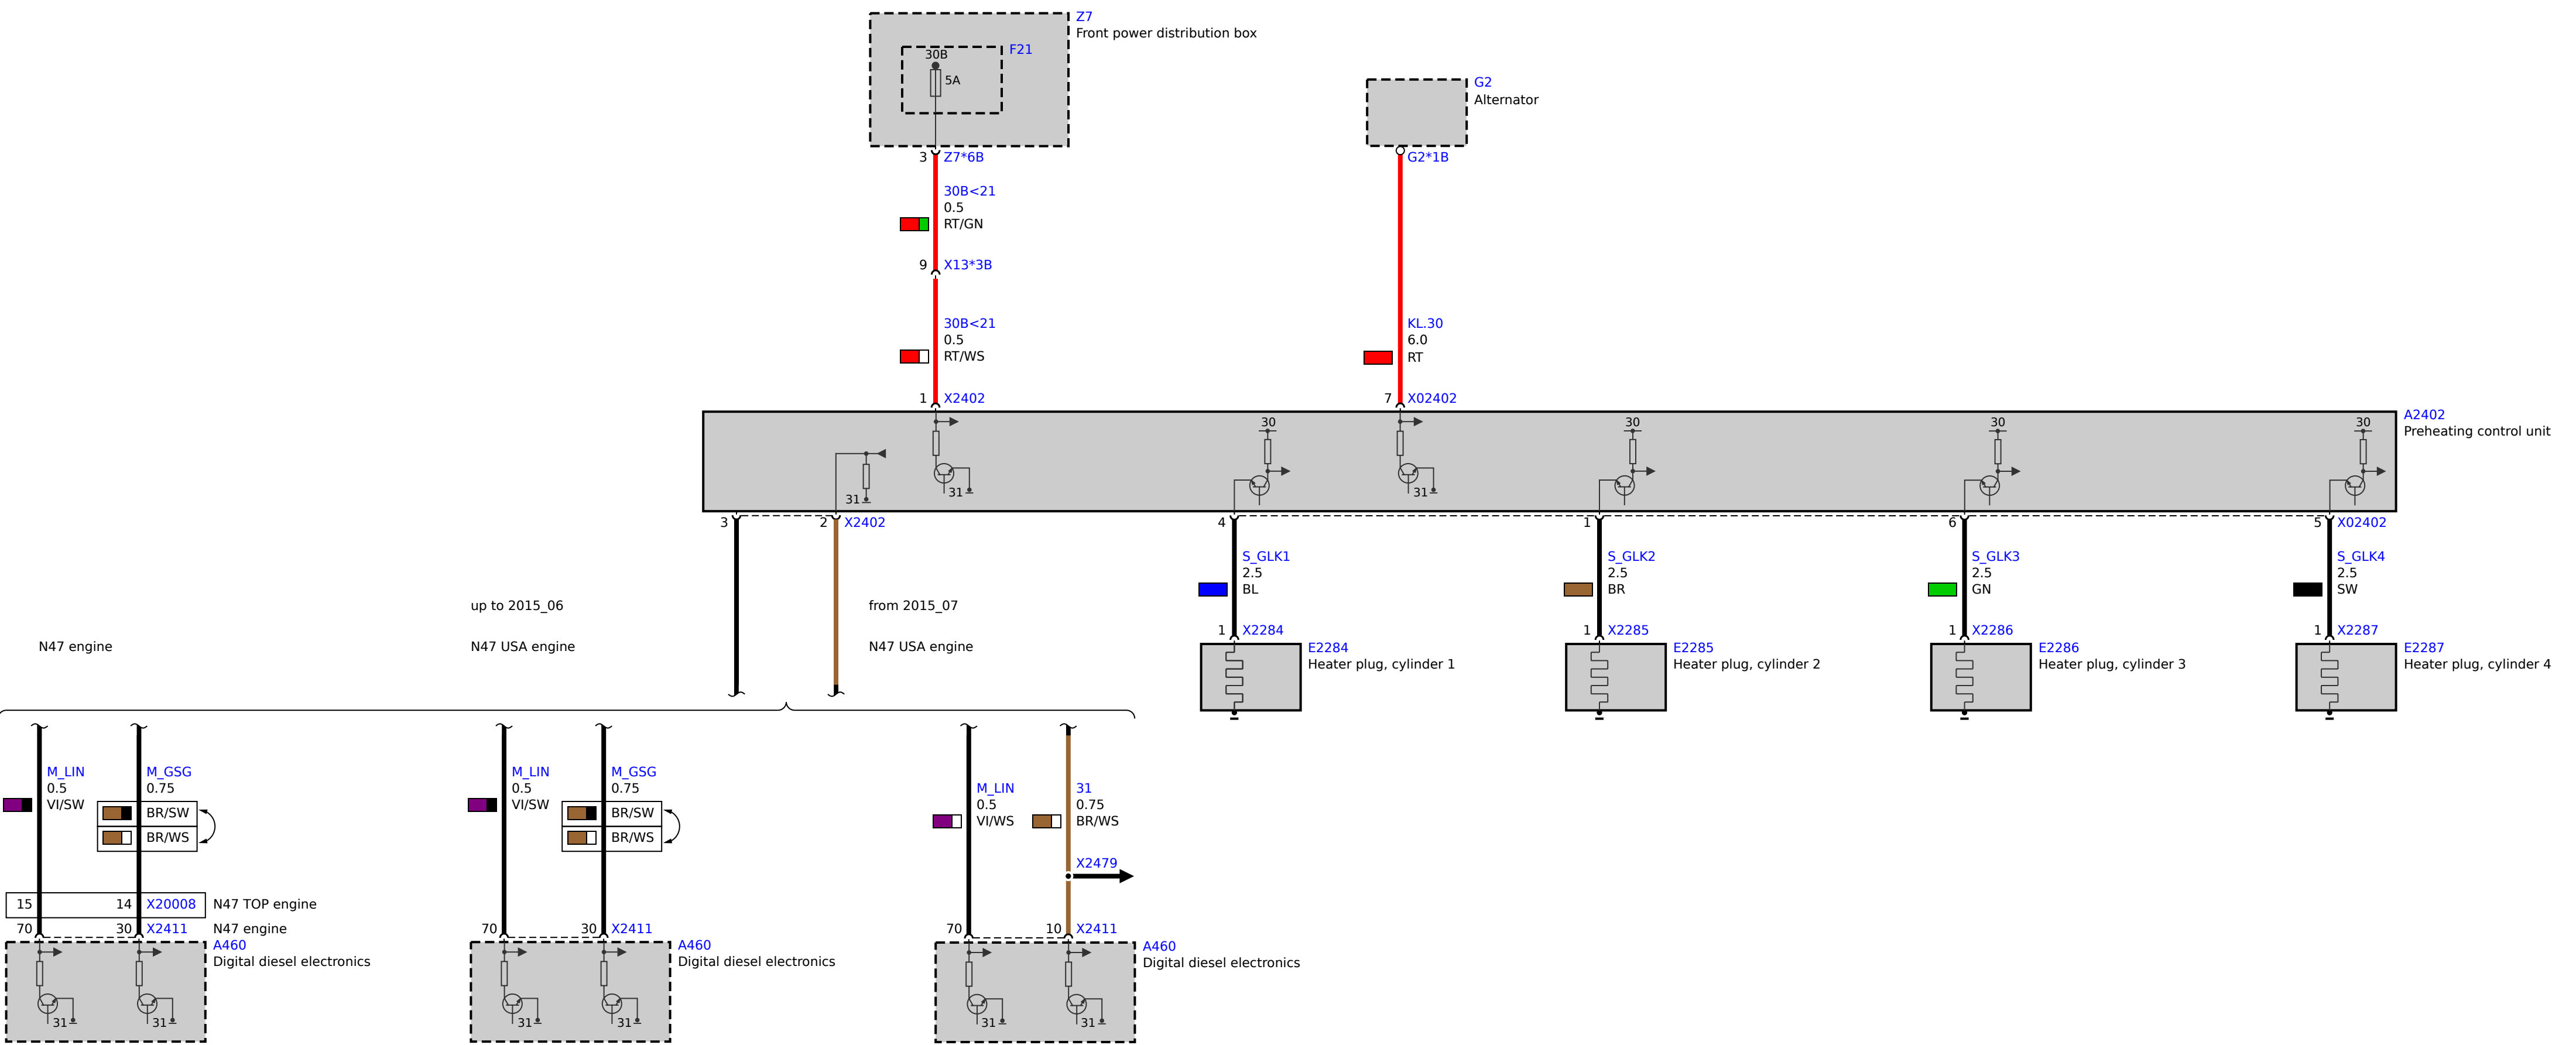 Z7
Front power distribution box
30B
F21
5A
G2
Alternator
3 Z7*6B
G2*1B
30B<21
0.5
RT/GN
9 X13*3B
30B<21
0.5
RT/WS
KL.30
6.0
RT
1 X2402
7 X02402
A2402
Preheating control unit
30
30
30
30
31
31
31
3
2 X2402
4
1
6
5 X02402
S_GLK1
2.5
BL
S_GLK2
2.5
BR
S_GLK3
2.5
GN
S_GLK4
2.5
SW
up to 2015_06
from 2015_07
N47 engine
N47 USA engine
N47 USA engine
1 X2284
1 X2285
1 X2286
1 X2287
E2284
Heater plug, cylinder 1
E2285
Heater plug, cylinder 2
E2286
Heater plug, cylinder 3
E2287
Heater plug, cylinder 4
M_LIN
0.5
VI/SW
M_GSG
0.75
BR/SW
BR/WS
M_LIN
0.5
VI/SW
M_GSG
0.75
BR/SW
BR/WS
M_LIN
0.5
VI/WS
31
0.75
BR/WS
X2479
15 14 X20008 N47 TOP engine
70 30 X2411 N47 engine
70 30 X2411
70 10 X2411
A460
Digital diesel electronics
A460
Digital diesel electronics
A460
Digital diesel electronics
31
31
31
31
31
31